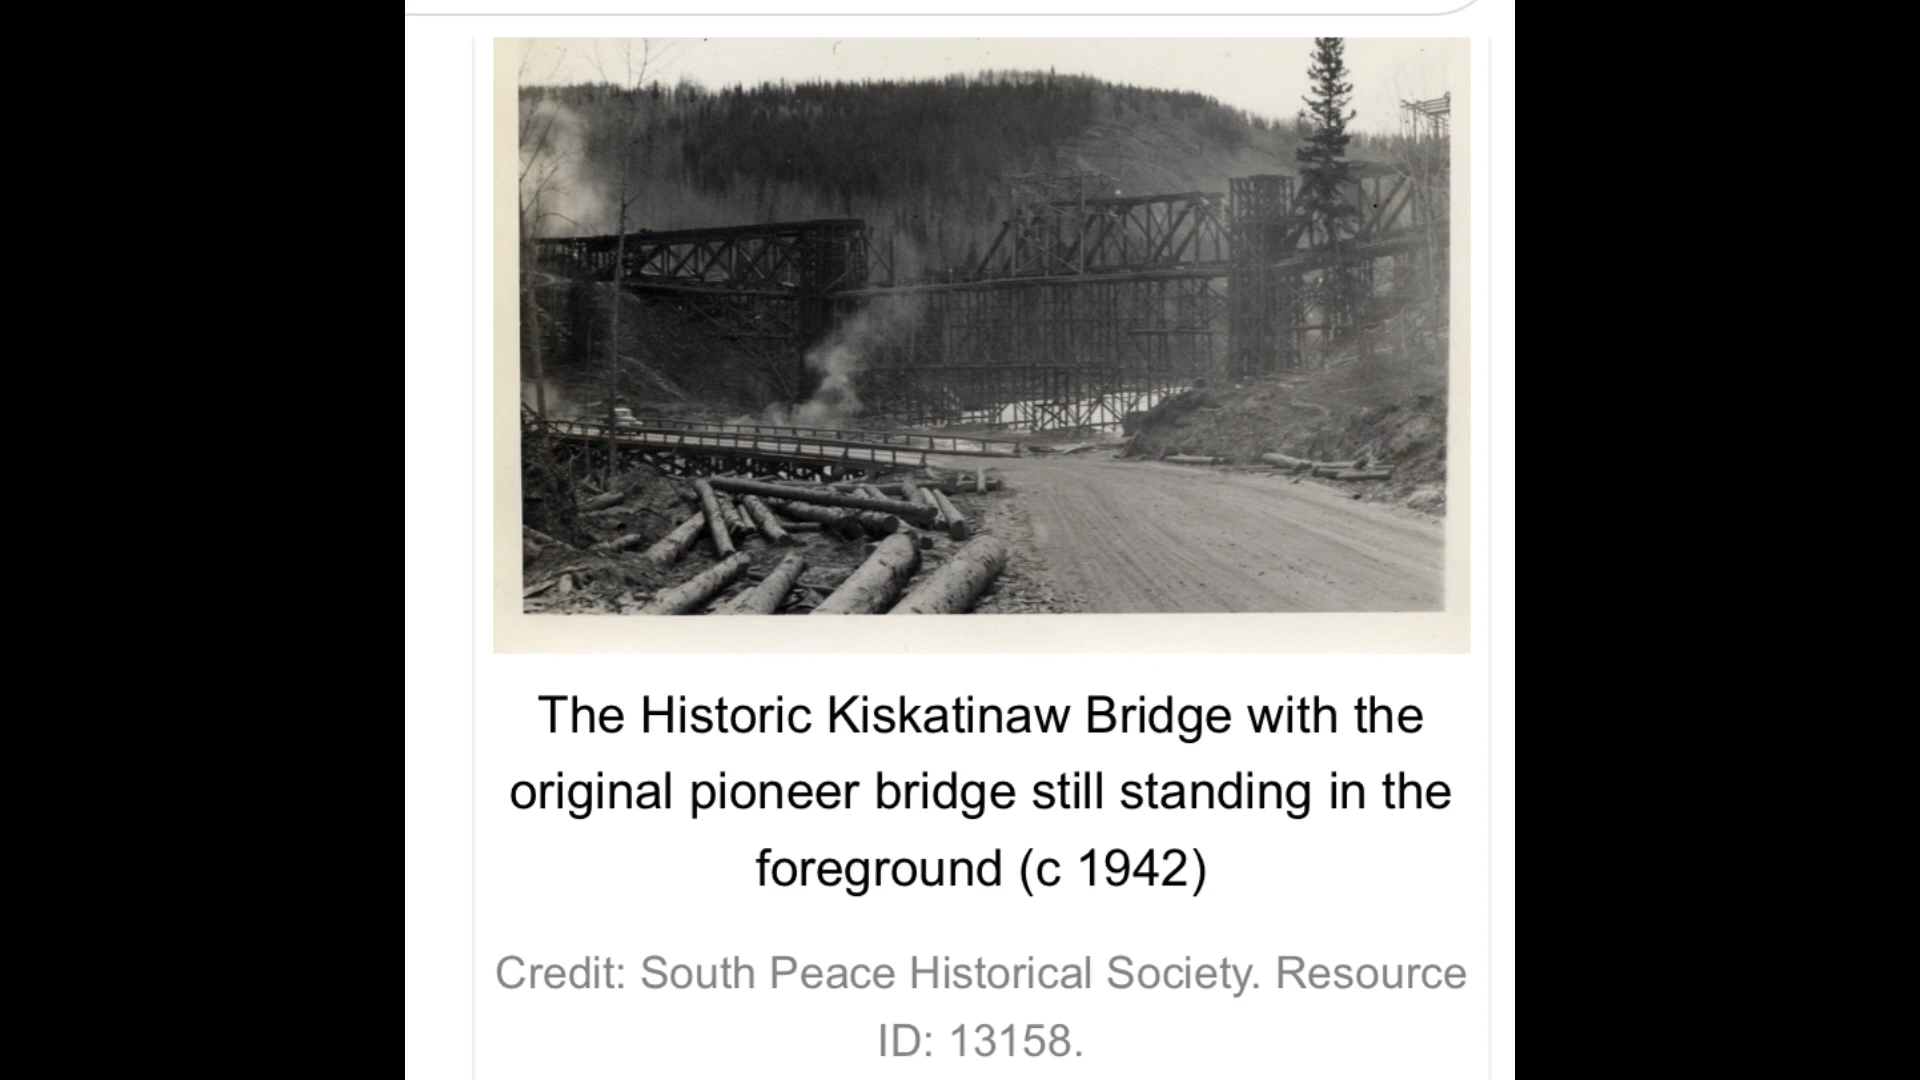 The Historic Kiskatinaw Bridge with the
original pioneer bridge still standing in the
foreground (c 1942)
Credit: South Peace Historical Society. Resource
ID: 13158.